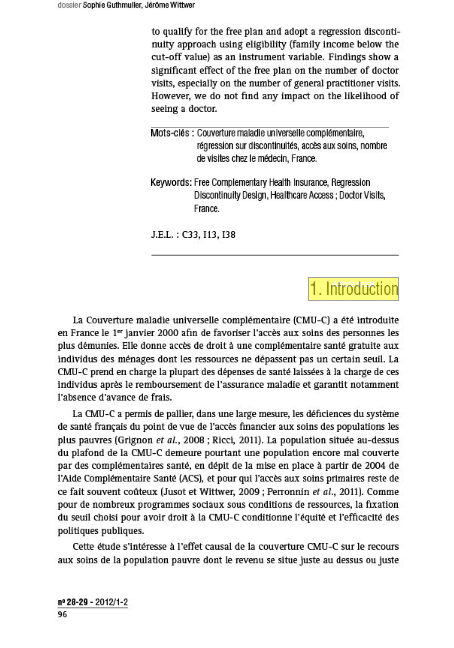 dossier Sophie Guthmuller, Jérôme Wittwer
to qualify for the free plan and adopt a regression disconti-
nuity approach using eligibility (family income below the
cut-off value) as an instrument variable. Findings show a
significant effect of the free plan on the number of doctor
visits, especially on the number of general practitioner visits.
However, we do not find any impact on the likelihood of
seeing a doctor.
Mots-clés : Couverture maladie universelle complémentaire,
régression sur discontinuités, accès aux soins, nombre
de visites chez le médecin, France.
Keywords: Free Complementary Health Insurance, Regression
Discontinuity Design, Healthcare Access ; Doctor Visits,
France.
J.E.L. : C33, I13, I38
1. Introduction
La Couverture maladie universelle complémentaire (CMU-C) a été introduite
en France le 1er janvier 2000 afin de favoriser l'accès aux soins des personnes les
plus démunies. Elle donne accès de droit à une complémentaire santé gratuite aux
individus des ménages dont les ressources ne dépassent pas un certain seuil. La
CMU-C prend en charge la plupart des dépenses de santé laissées à la charge de ces
individus après le remboursement de l'assurance maladie et garantit notamment
l'absence d'avance de frais.
La CMU-C a permis de pallier, dans une large mesure, les déficiences du système
de santé français du point de vue de l'accès financier aux soins des populations les
plus pauvres (Grignon et al., 2008 ; Ricci, 2011). La population située au-dessus
du plafond de la CMU-C demeure pourtant une population encore mal couverte
par des complémentaires santé, en dépit de la mise en place à partir de 2004 de
l'Aide Complémentaire Santé (ACS), et pour qui l'accès aux soins primaires reste de
ce fait souvent coûteux (Jusot et Wittwer, 2009 ; Perronnin et al., 2011). Comme
pour de nombreux programmes sociaux sous conditions de ressources, la fixation
du seuil choisi pour avoir droit à la CMU-C conditionne l'équité et l'efficacité des
politiques publiques.
Cette étude s'intéresse à l'effet causal de la couverture CMU-C sur le recours
aux soins de la population pauvre dont le revenu se situe juste au dessus ou juste
nº 28-29 - 2012/1-2
96